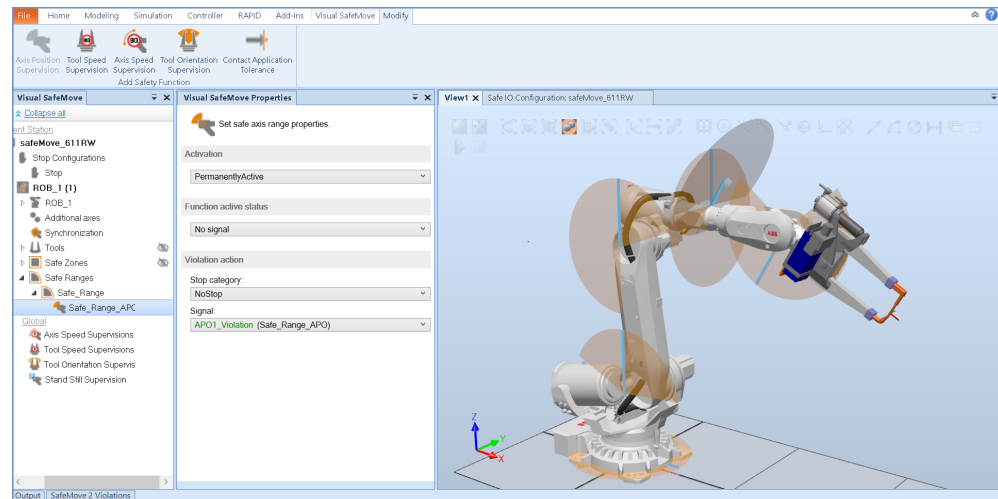 File Home Modeling Simulation Controller RAPID Add-Ins Visual SafeMove Modify
Axis Position Tool Speed Axis Speed Tool Orientation Contact Application
Supervision Supervision Supervision Supervision Tolerance
Add Safety Function
Visual SafeMove
Collapse all
ent Station
safeMove_611RW
Stop Configurations
Stop
ROB_1 (1)
ROB_1
Additional axes
Synchronization
Tools
Safe Zones
Safe Ranges
Safe_Range
Safe_Range_APC
Global
Axis Speed Supervisions
Tool Speed Supervisions
Tool Orientation Supervis
Stand Still Supervision
Visual SafeMove Properties
Set safe axis range properties.
Activation
PermanentlyActive
Function active status
No signal
Violation action
Stop category:
NoStop
Signal:
APO1_Violation (Safe_Range_APO)
View1 Safe IO Configuration: safeMove_611RW
ABB
Z
Y
X
Output SafeMove 2 Violations